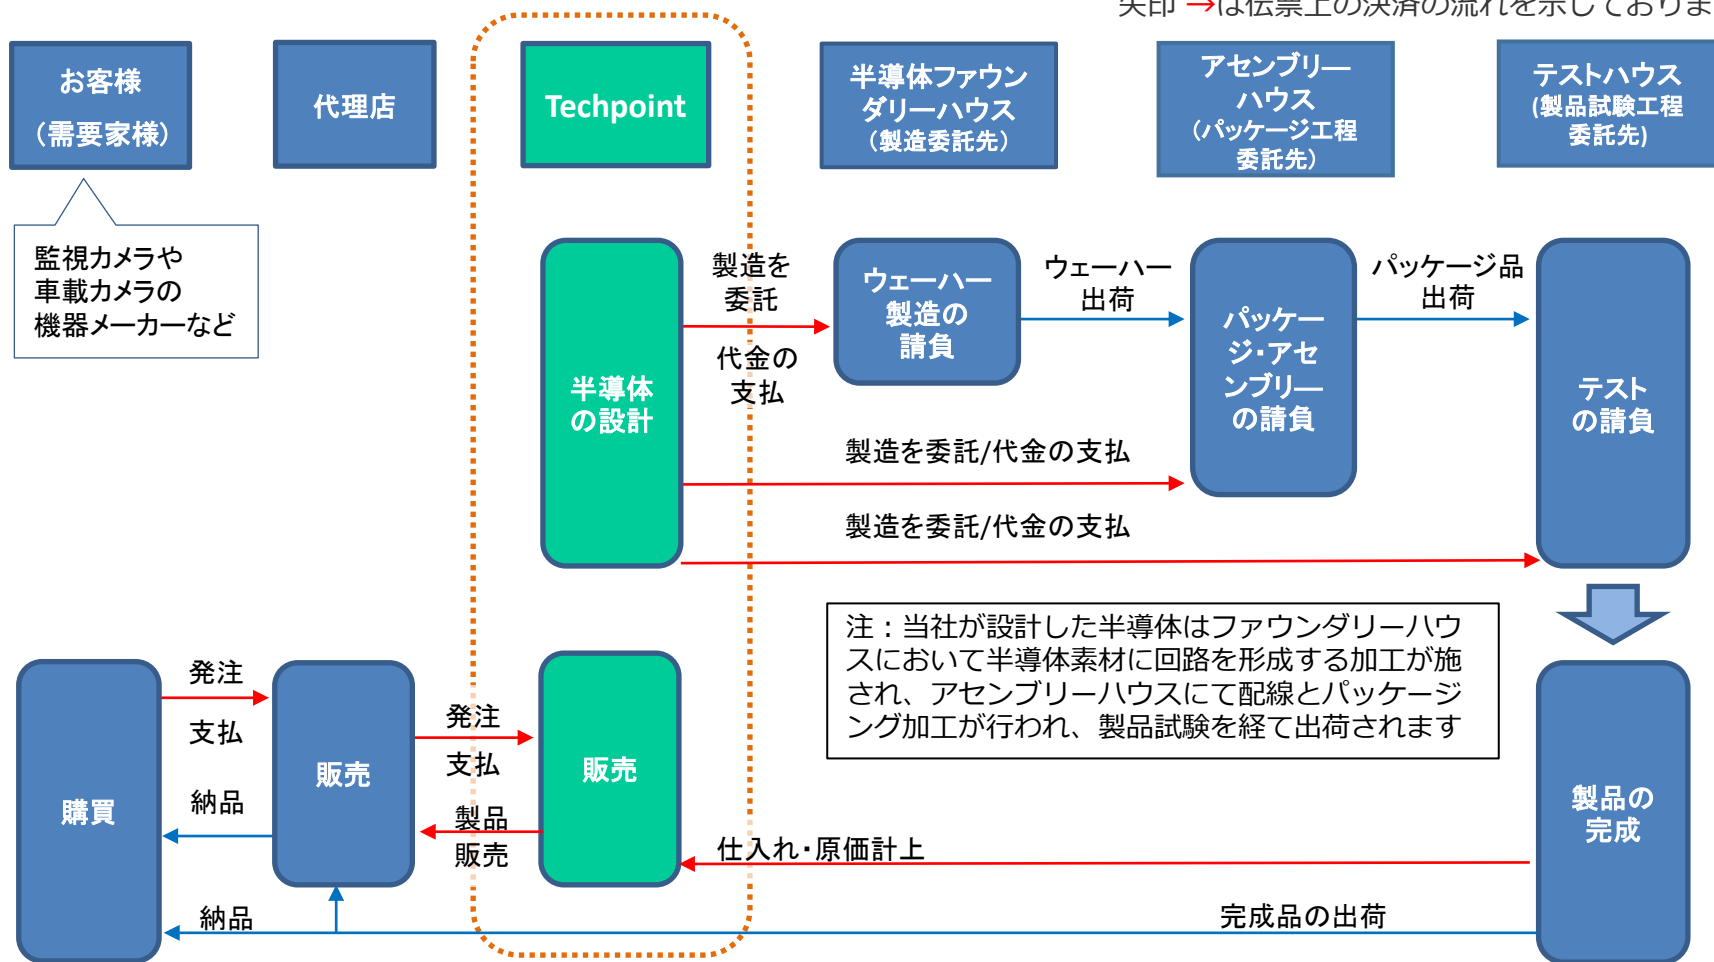 矢印 →は伝票上の決済の流れを示しておりま
お客様
（需要家様）
代理店
Techpoint
半導体ファウン
ダリーハウス
（製造委託先）
アセンブリー
ハウス
（パッケージ工程
委託先）
テストハウス
(製品試験工程
委託先)
監視カメラや
車載カメラの
機器メーカーなど
半導体
の設計
製造を
委託
代金の
支払
ウェーハー
製造の
請負
ウェーハー
出荷
パッケー
ジ・アセ
ンブリー
の請負
パッケージ品
出荷
テスト
の請負
製造を委託/代金の支払
製造を委託/代金の支払
注：当社が設計した半導体はファウンダリーハウ
スにおいて半導体素材に回路を形成する加工が施
され、アセンブリーハウスにて配線とパッケージ
ング加工が行われ、製品試験を経て出荷されます
購買
発注
支払
納品
販売
発注
支払
製品
販売
販売
仕入れ・原価計上
製品の
完成
納品
完成品の出荷